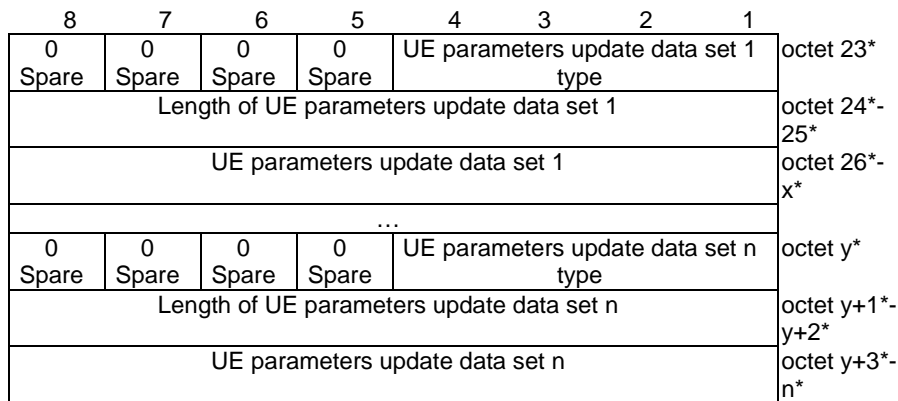 8 7 6 5 4 3 2 1
0 0 0 0 UE parameters update data set 1 octet 23*
Spare Spare Spare Spare type
Length of UE parameters update data set 1 octet 24*-
25*
UE parameters update data set 1 octet 26*-
x*
…
0 0 0 0 UE parameters update data set n octet y*
Spare Spare Spare Spare type
Length of UE parameters update data set n octet y+1*-
y+2*
UE parameters update data set n octet y+3*-
n*